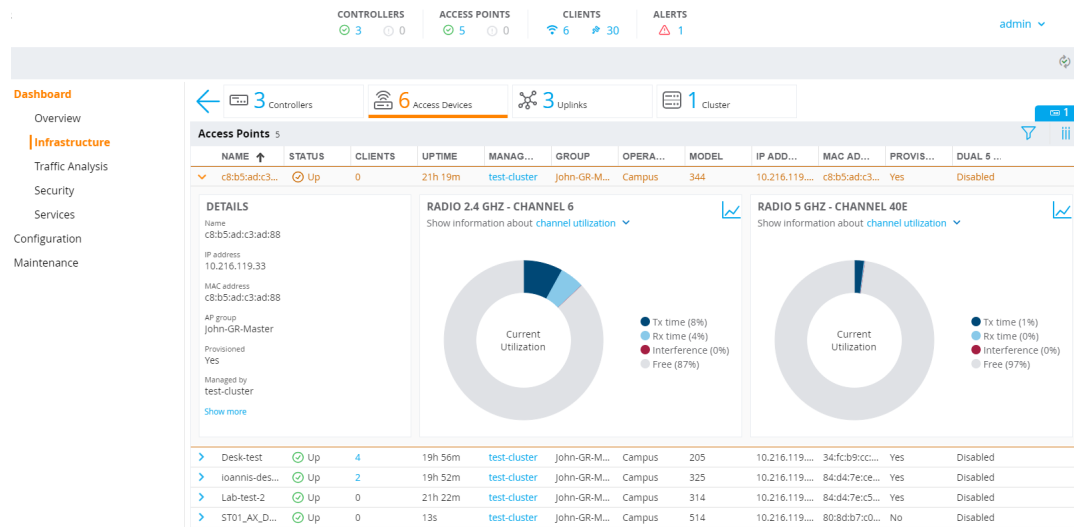 CONTROLLERS ACCESS POINTS CLIENTS ALERTS
3 0 5 0 6 30 1
admin
1
Dashboard
Overview
Infrastructure
Traffic Analysis
Security
Services
Configuration
Maintenance
3 Controllers 6 Access Devices 3 Uplinks 1 Cluster
Access Points 5
NAME STATUS CLIENTS UPTIME MANAG... GROUP OPERA... MODEL IP ADD... MAC AD... PROVIS... DUAL 5 ...
c8:b5:ad:c3... Up 0 21h 19m test-cluster John-GR-M... Campus 344 10.216.119.... c8:b5:ad:c3... Yes Disabled
DETAILS
Name
c8:b5:ad:c3:ad:88
IP address
10.216.119.33
MAC address
c8:b5:ad:c3:ad:88
AP group
John-GR-Master
Provisioned
Yes
Managed by
test-cluster
Show more
RADIO 2.4 GHZ - CHANNEL 6
Show information about channel utilization
Current
Utilization
Tx time (8%)
Rx time (4%)
Interference (0%)
Free (87%)
RADIO 5 GHZ - CHANNEL 40E
Show information about channel utilization
Current
Utilization
Tx time (1%)
Rx time (0%)
Interference (0%)
Free (97%)
Desk-test Up 4 19h 56m test-cluster John-GR-M... Campus 205 10.216.119.... 34:fc:b9:cc:... Yes Disabled
ioannis-des... Up 2 19h 52m test-cluster John-GR-M... Campus 325 10.216.119.... 84:d4:7e:ce... Yes Disabled
Lab-test-2 Up 0 21h 22m test-cluster John-GR-M... Campus 314 10.216.119.... 84:d4:7e:c5... Yes Disabled
ST01_AX_D... Up 0 13s test-cluster John-GR-M... Campus 514 10.216.119.... 80:8d:b7:c0... No Disabled